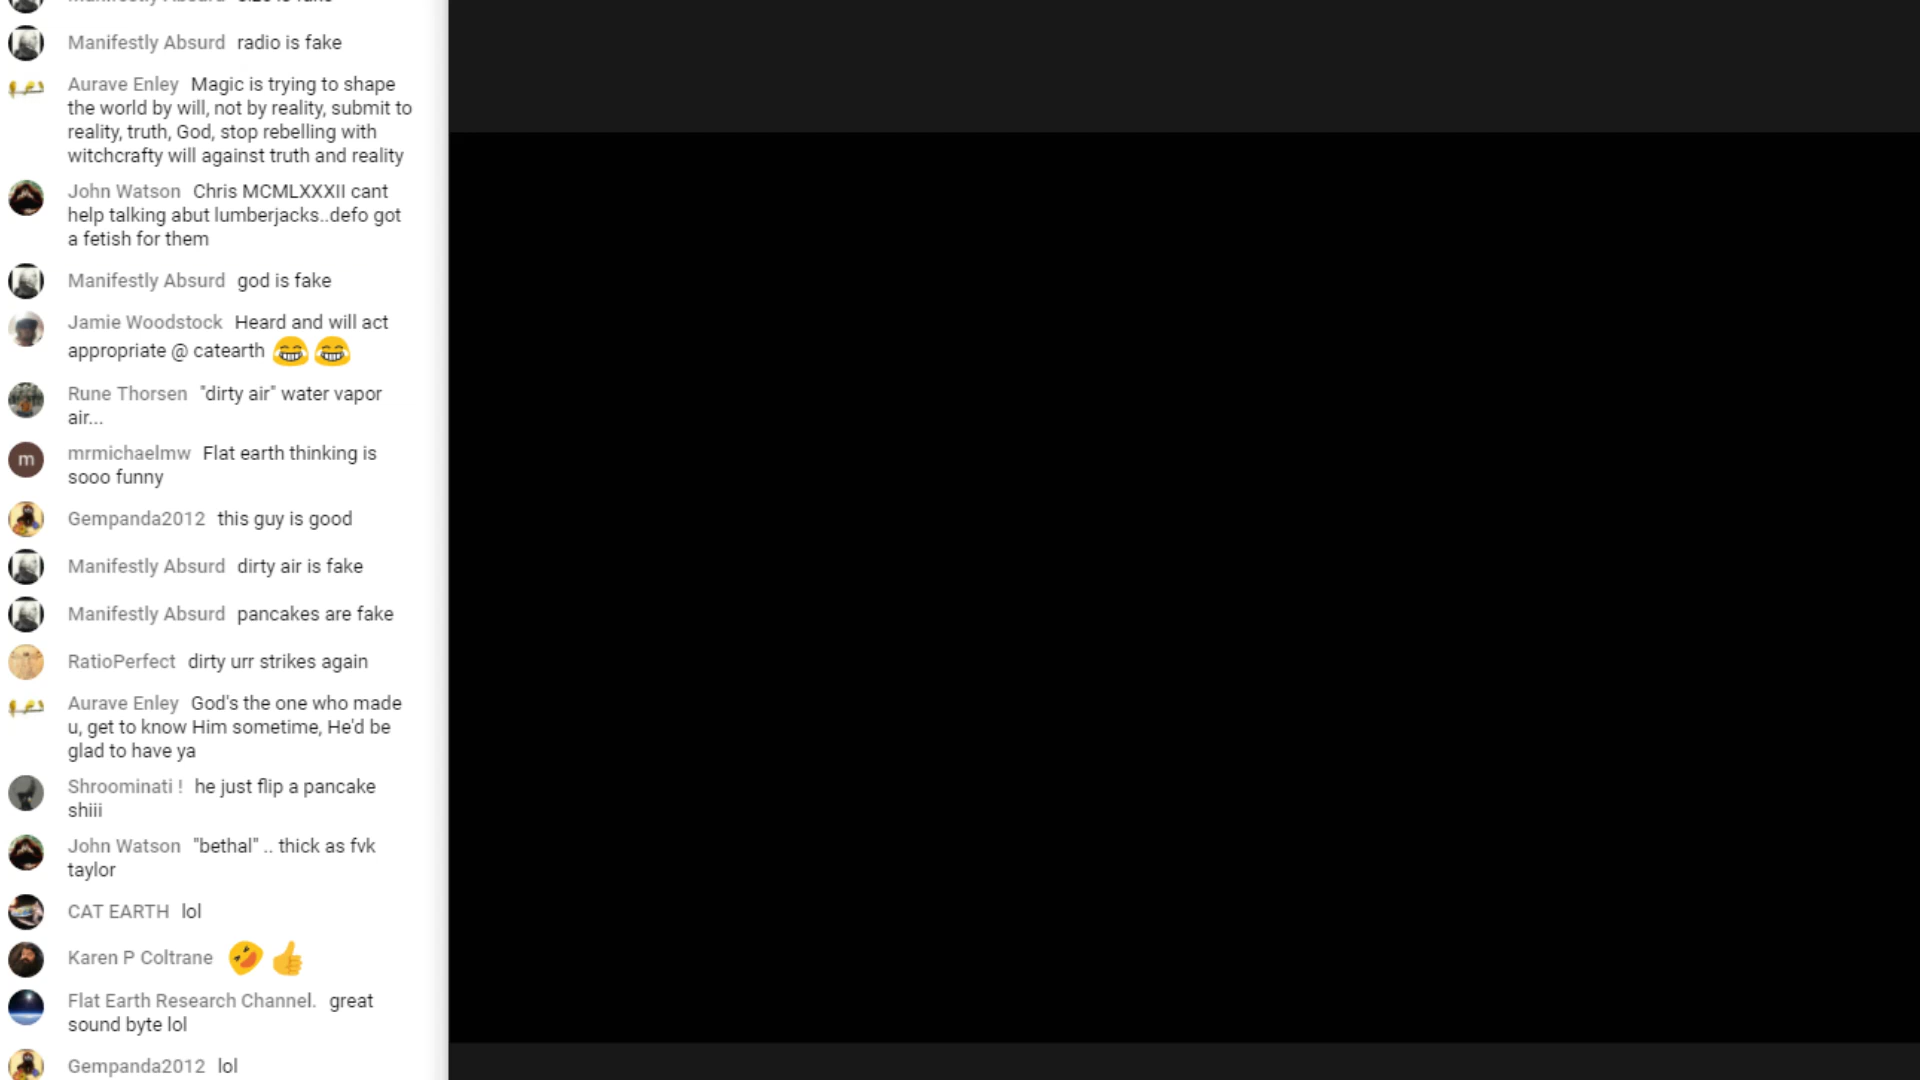 Manifestly Absurd
Manifestly Absurd radio is fake
Aurave Enley Magic is trying to shape
the world by will, not by reality, submit to
reality, truth, God, stop rebelling with
witchcrafty will against truth and reality
John Watson Chris MCMLXXXII cant
help talking abut lumberjacks..defo got
a fetish for them
Manifestly Absurd god is fake
Jamie Woodstock Heard and will act
appropriate @ catearth 😂😂
Rune Thorsen "dirty air" water vapor
air...
m
mrmichaelmw Flat earth thinking is
sooo funny
Gempanda2012 this guy is good
Manifestly Absurd dirty air is fake
Manifestly Absurd pancakes are fake
RatioPerfect dirty urr strikes again
Aurave Enley God's the one who made
u, get to know Him sometime, He'd be
glad to have ya
Shroominati ! he just flip a pancake
shiii
John Watson "bethal" .. thick as fvk
taylor
CAT EARTH lol
Karen P Coltrane 🤣👍
Flat Earth Research Channel. great
sound byte lol
Gempanda2012 lol